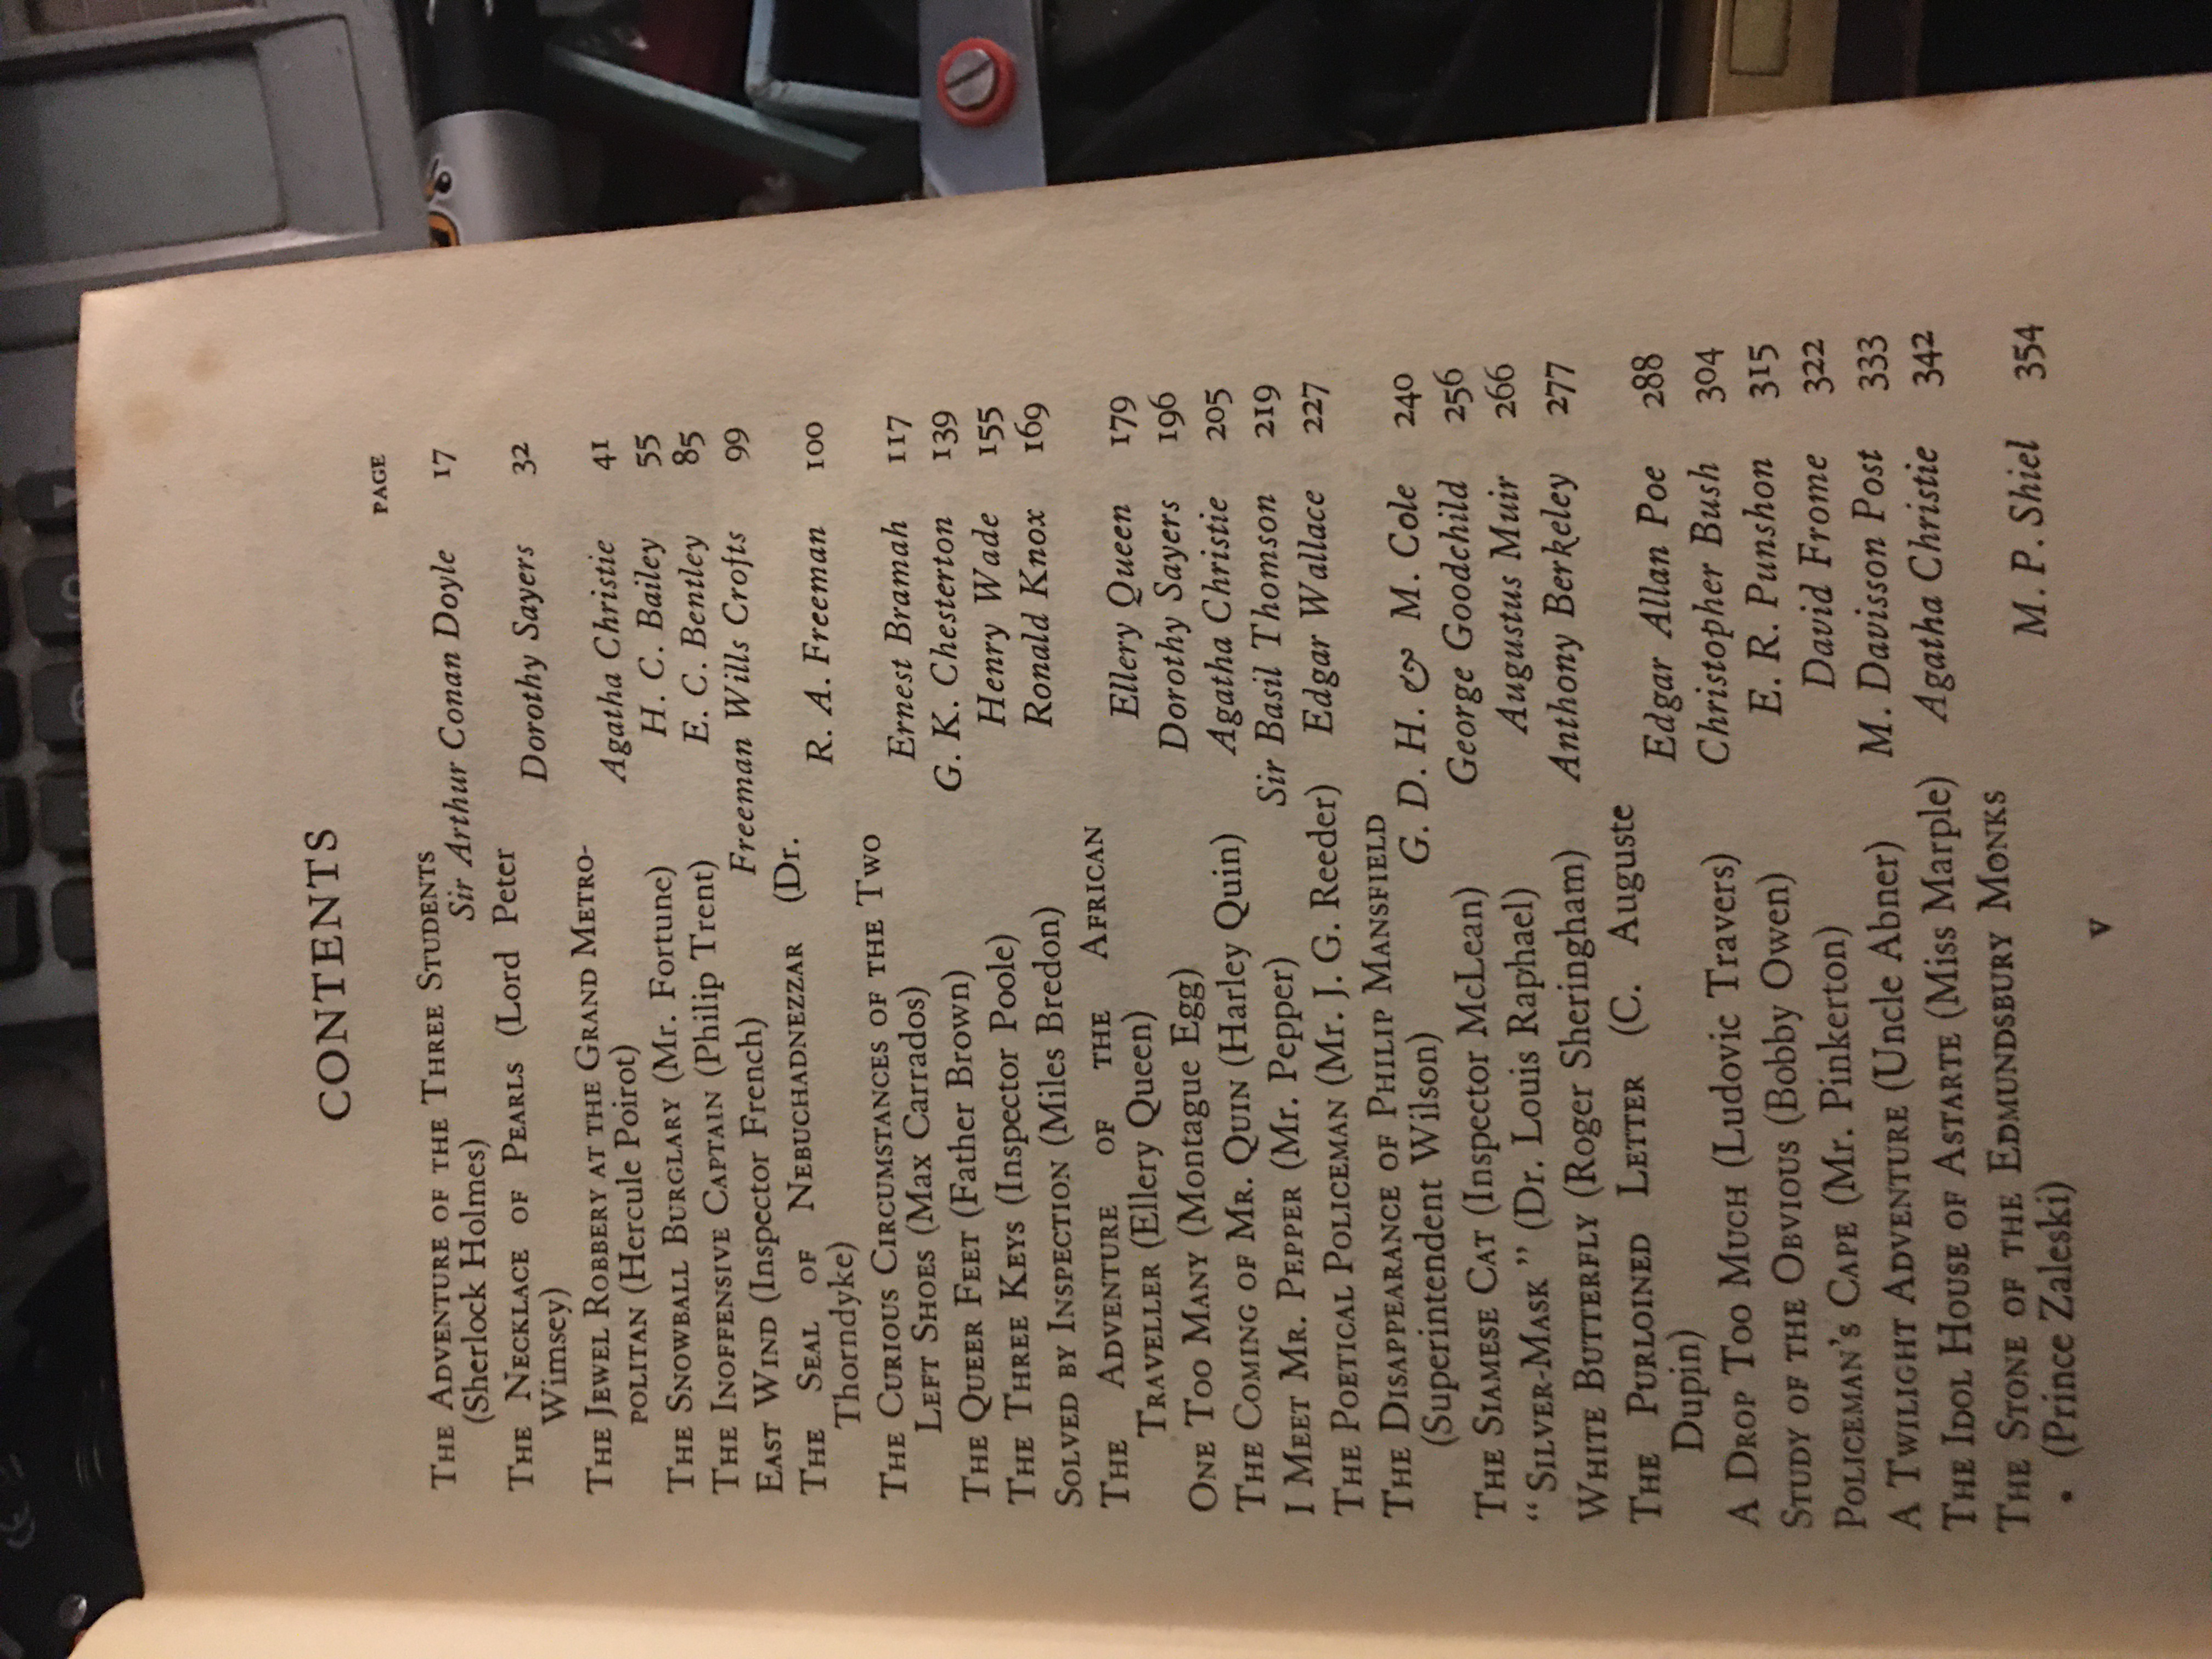 CONTENTS
PAGE
THE ADVENTURE OF THE THREE STUDENTS
(Sherlock Holmes) Sir Arthur Conan Doyle 17
THE NECKLACE OF PEARLS (Lord Peter
Wimsey) Dorothy Sayers 32
THE JEWEL ROBBERY AT THE GRAND METRO-
POLITAN (Hercule Poirot) Agatha Christie 41
THE SNOWBALL BURGLARY (Mr. Fortune) H. C. Bailey 55
THE INOFFENSIVE CAPTAIN (Philip Trent) E. C. Bentley 85
EAST WIND (Inspector French) Freeman Wills Crofts 99
THE SEAL OF NEBUCHADNEZZAR (Dr.
Thorndyke) R. A. Freeman 100
THE CURIOUS CIRCUMSTANCES OF THE TWO
LEFT SHOES (Max Carrados) Ernest Bramah 117
THE QUEER FEET (Father Brown) G. K. Chesterton 139
THE THREE KEYS (Inspector Poole) Henry Wade 155
SOLVED BY INSPECTION (Miles Bredon) Ronald Knox 169
THE ADVENTURE OF THE AFRICAN
TRAVELLER (Ellery Queen) Ellery Queen 179
ONE TOO MANY (Montague Egg) Dorothy Sayers 196
THE COMING OF MR. QUIN (Harley Quin) Agatha Christie 205
I MEET MR. PEPPER (Mr. Pepper) Sir Basil Thomson 219
THE POETICAL POLICEMAN (Mr. J. G. Reeder) Edgar Wallace 227
THE DISAPPEARANCE OF PHILIP MANSFIELD
(Superintendent Wilson) G. D. H. & M. Cole 240
THE SIAMESE CAT (Inspector McLean) George Goodchild 256
"SILVER-MASK" (Dr. Louis Raphael) Augustus Muir 266
WHITE BUTTERFLY (Roger Sheringham) Anthony Berkeley 277
THE PURLOINED LETTER (C. Auguste
Dupin) Edgar Allan Poe 288
A DROP TOO MUCH (Ludovic Travers) Christopher Bush 304
STUDY OF THE OBVIOUS (Bobby Owen) E. R. Punshon 315
POLICEMAN'S CAPE (Mr. Pinkerton) David Frome 322
A TWILIGHT ADVENTURE (Uncle Abner) M. Davisson Post 333
THE IDOL HOUSE OF ASTARTE (Miss Marple) Agatha Christie 342
THE STONE OF THE EDMUNDSBURY MONKS
(Prince Zaleski) M. P. Shiel 354
v